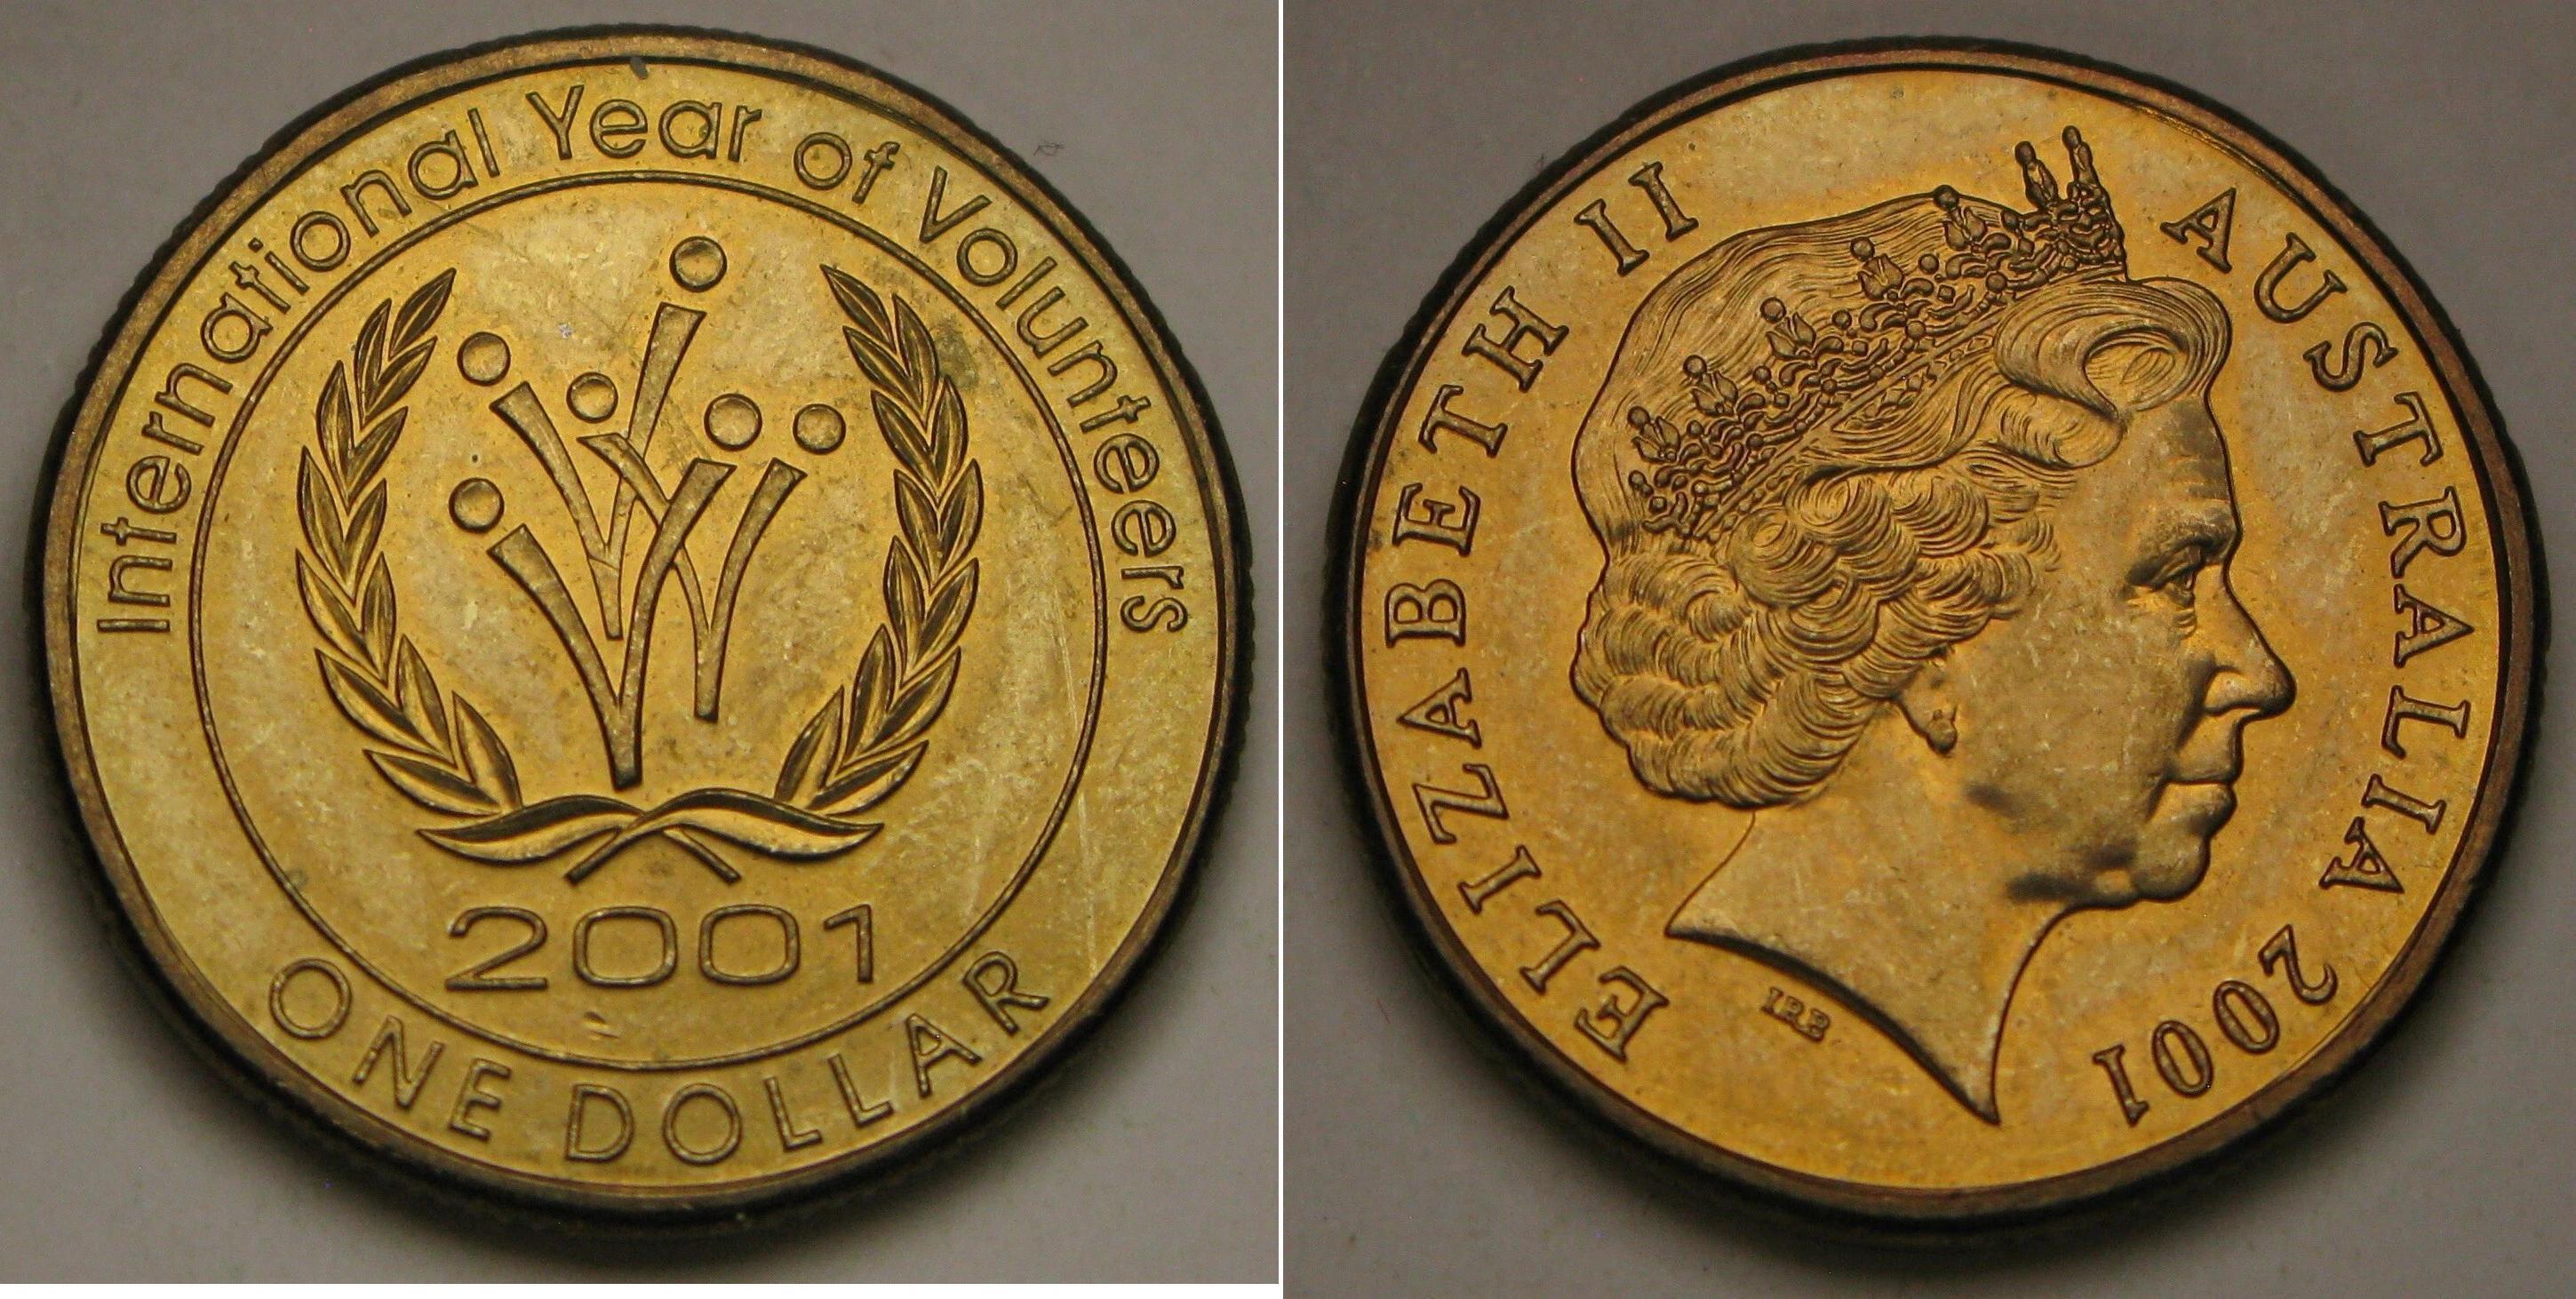 International Year of Volunteers
2001
ONE DOLLAR
ELIZABETH II AUSTRALIA 2001
IRB